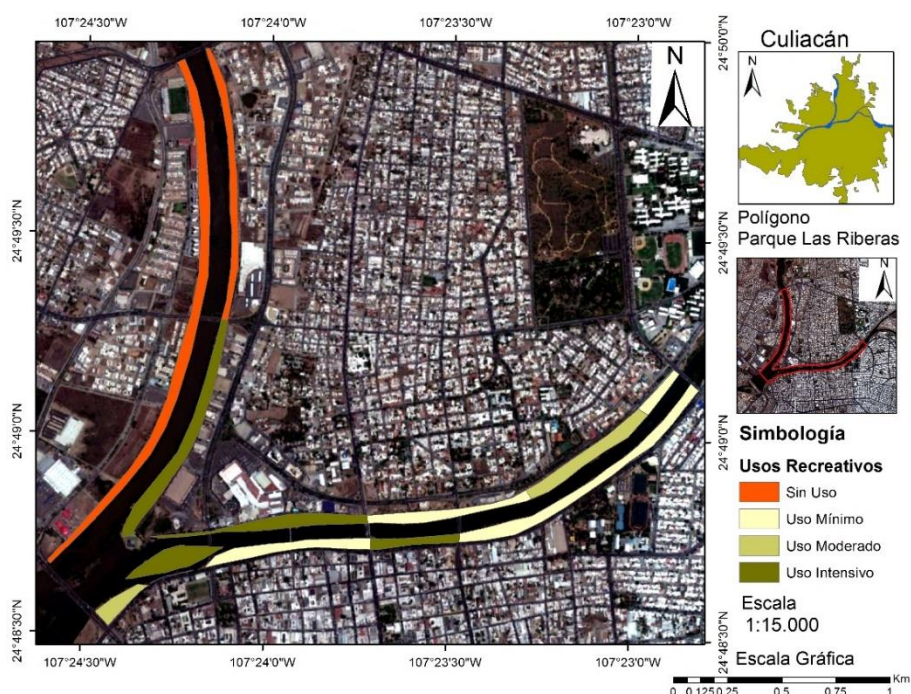 107°24'30"W
107°24'0"W
107°23'30"W
107°23'0"W
24°50'0"N
24°49'30"N
24°49'0"N
24°48'30"N
N
24°49'30"N
24°49'0"N
24°48'30"N
107°24'30"W
107°24'0"W
107°23'30"W
107°23'0"W
Culiacán
N
Polígono
Parque Las Riberas
N
Simbología
Usos Recreativos
Sin Uso
Uso Mínimo
Uso Moderado
Uso Intensivo
Escala
1:15.000
Escala Gráfica
Km
0 0.125 0.25 0.5 0.75 1